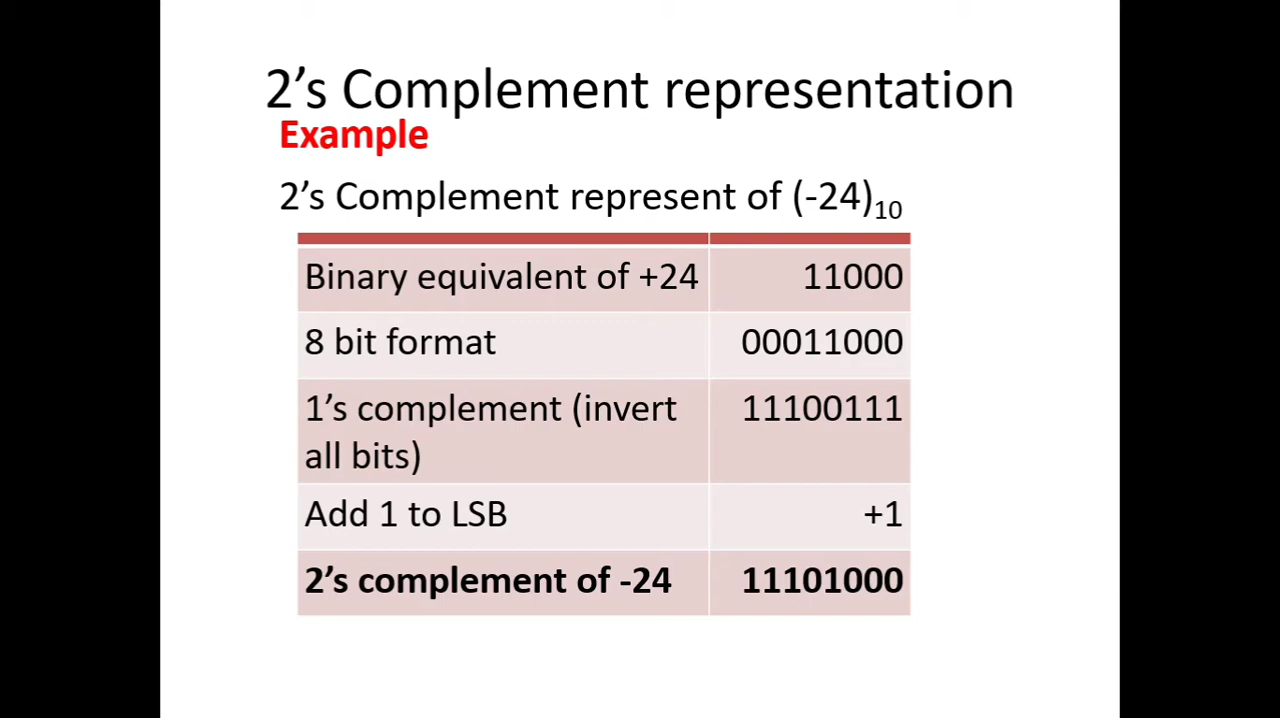 2’s Complement representation
Example
2’s Complement represent of (-24)10
Binary equivalent of +24 11000
8 bit format 00011000
1’s complement (invert 11100111
all bits)
Add 1 to LSB +1
2’s complement of -24 11101000